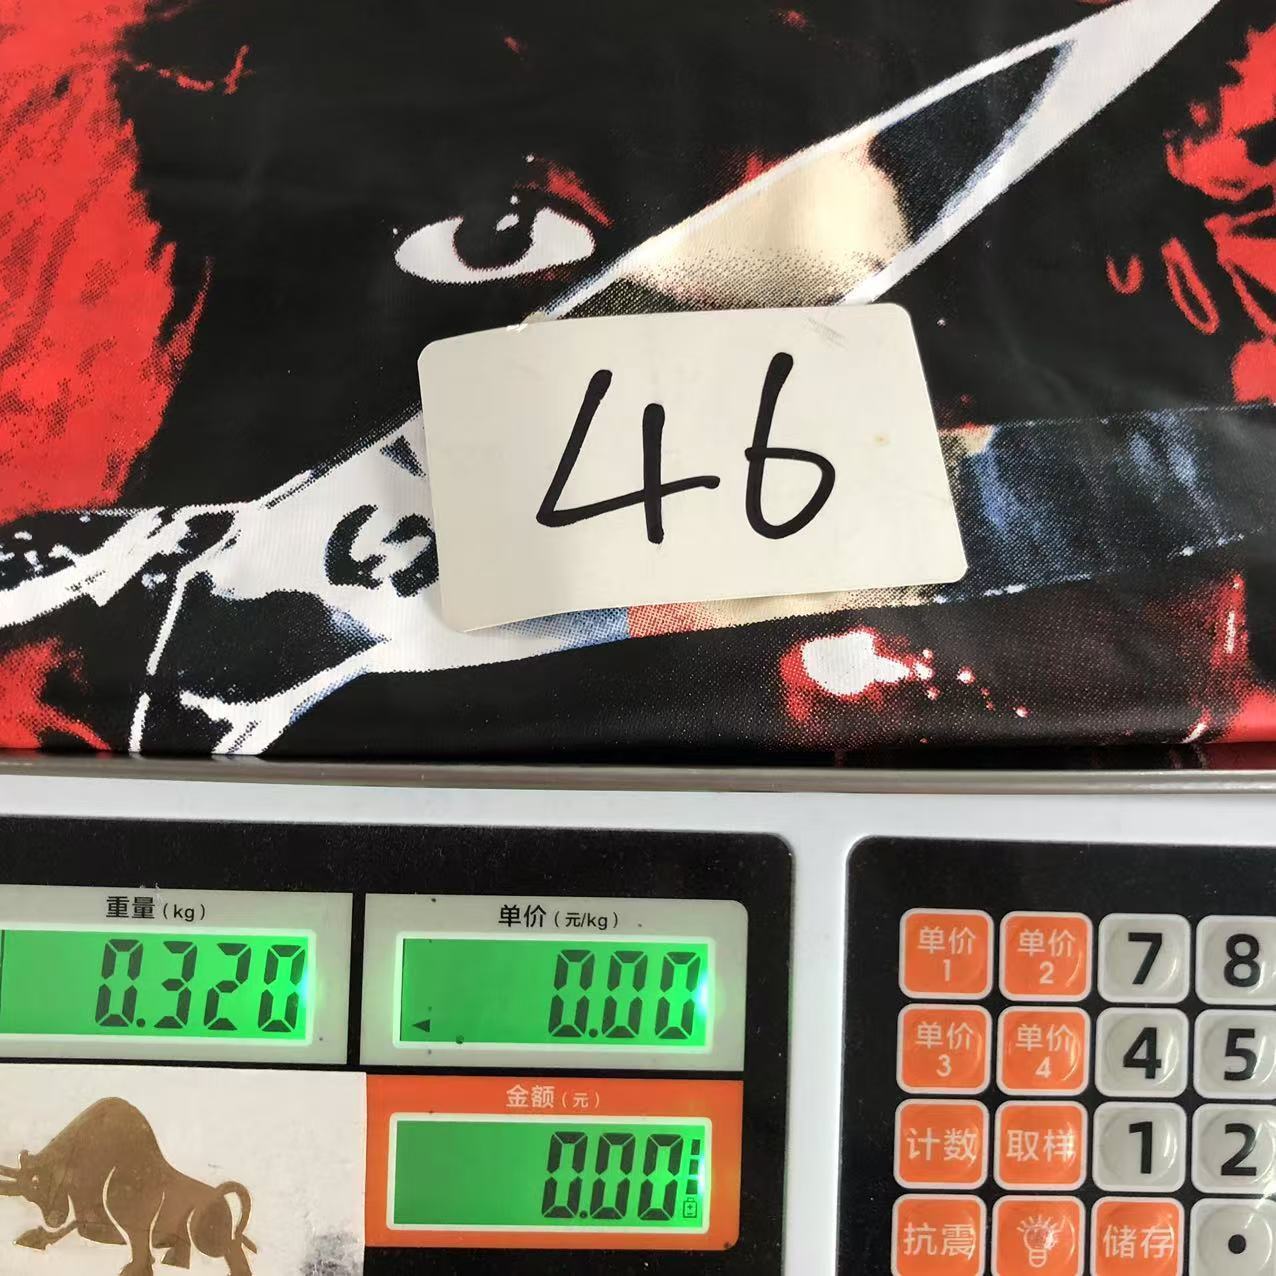 46
重量(kg)
0.320
单价(元/kg)
0.00
金额(元)
0.00
单价1 单价2 7 8
单价3 单价4 4 5
计数 取样 1 2
抗震 储存 .